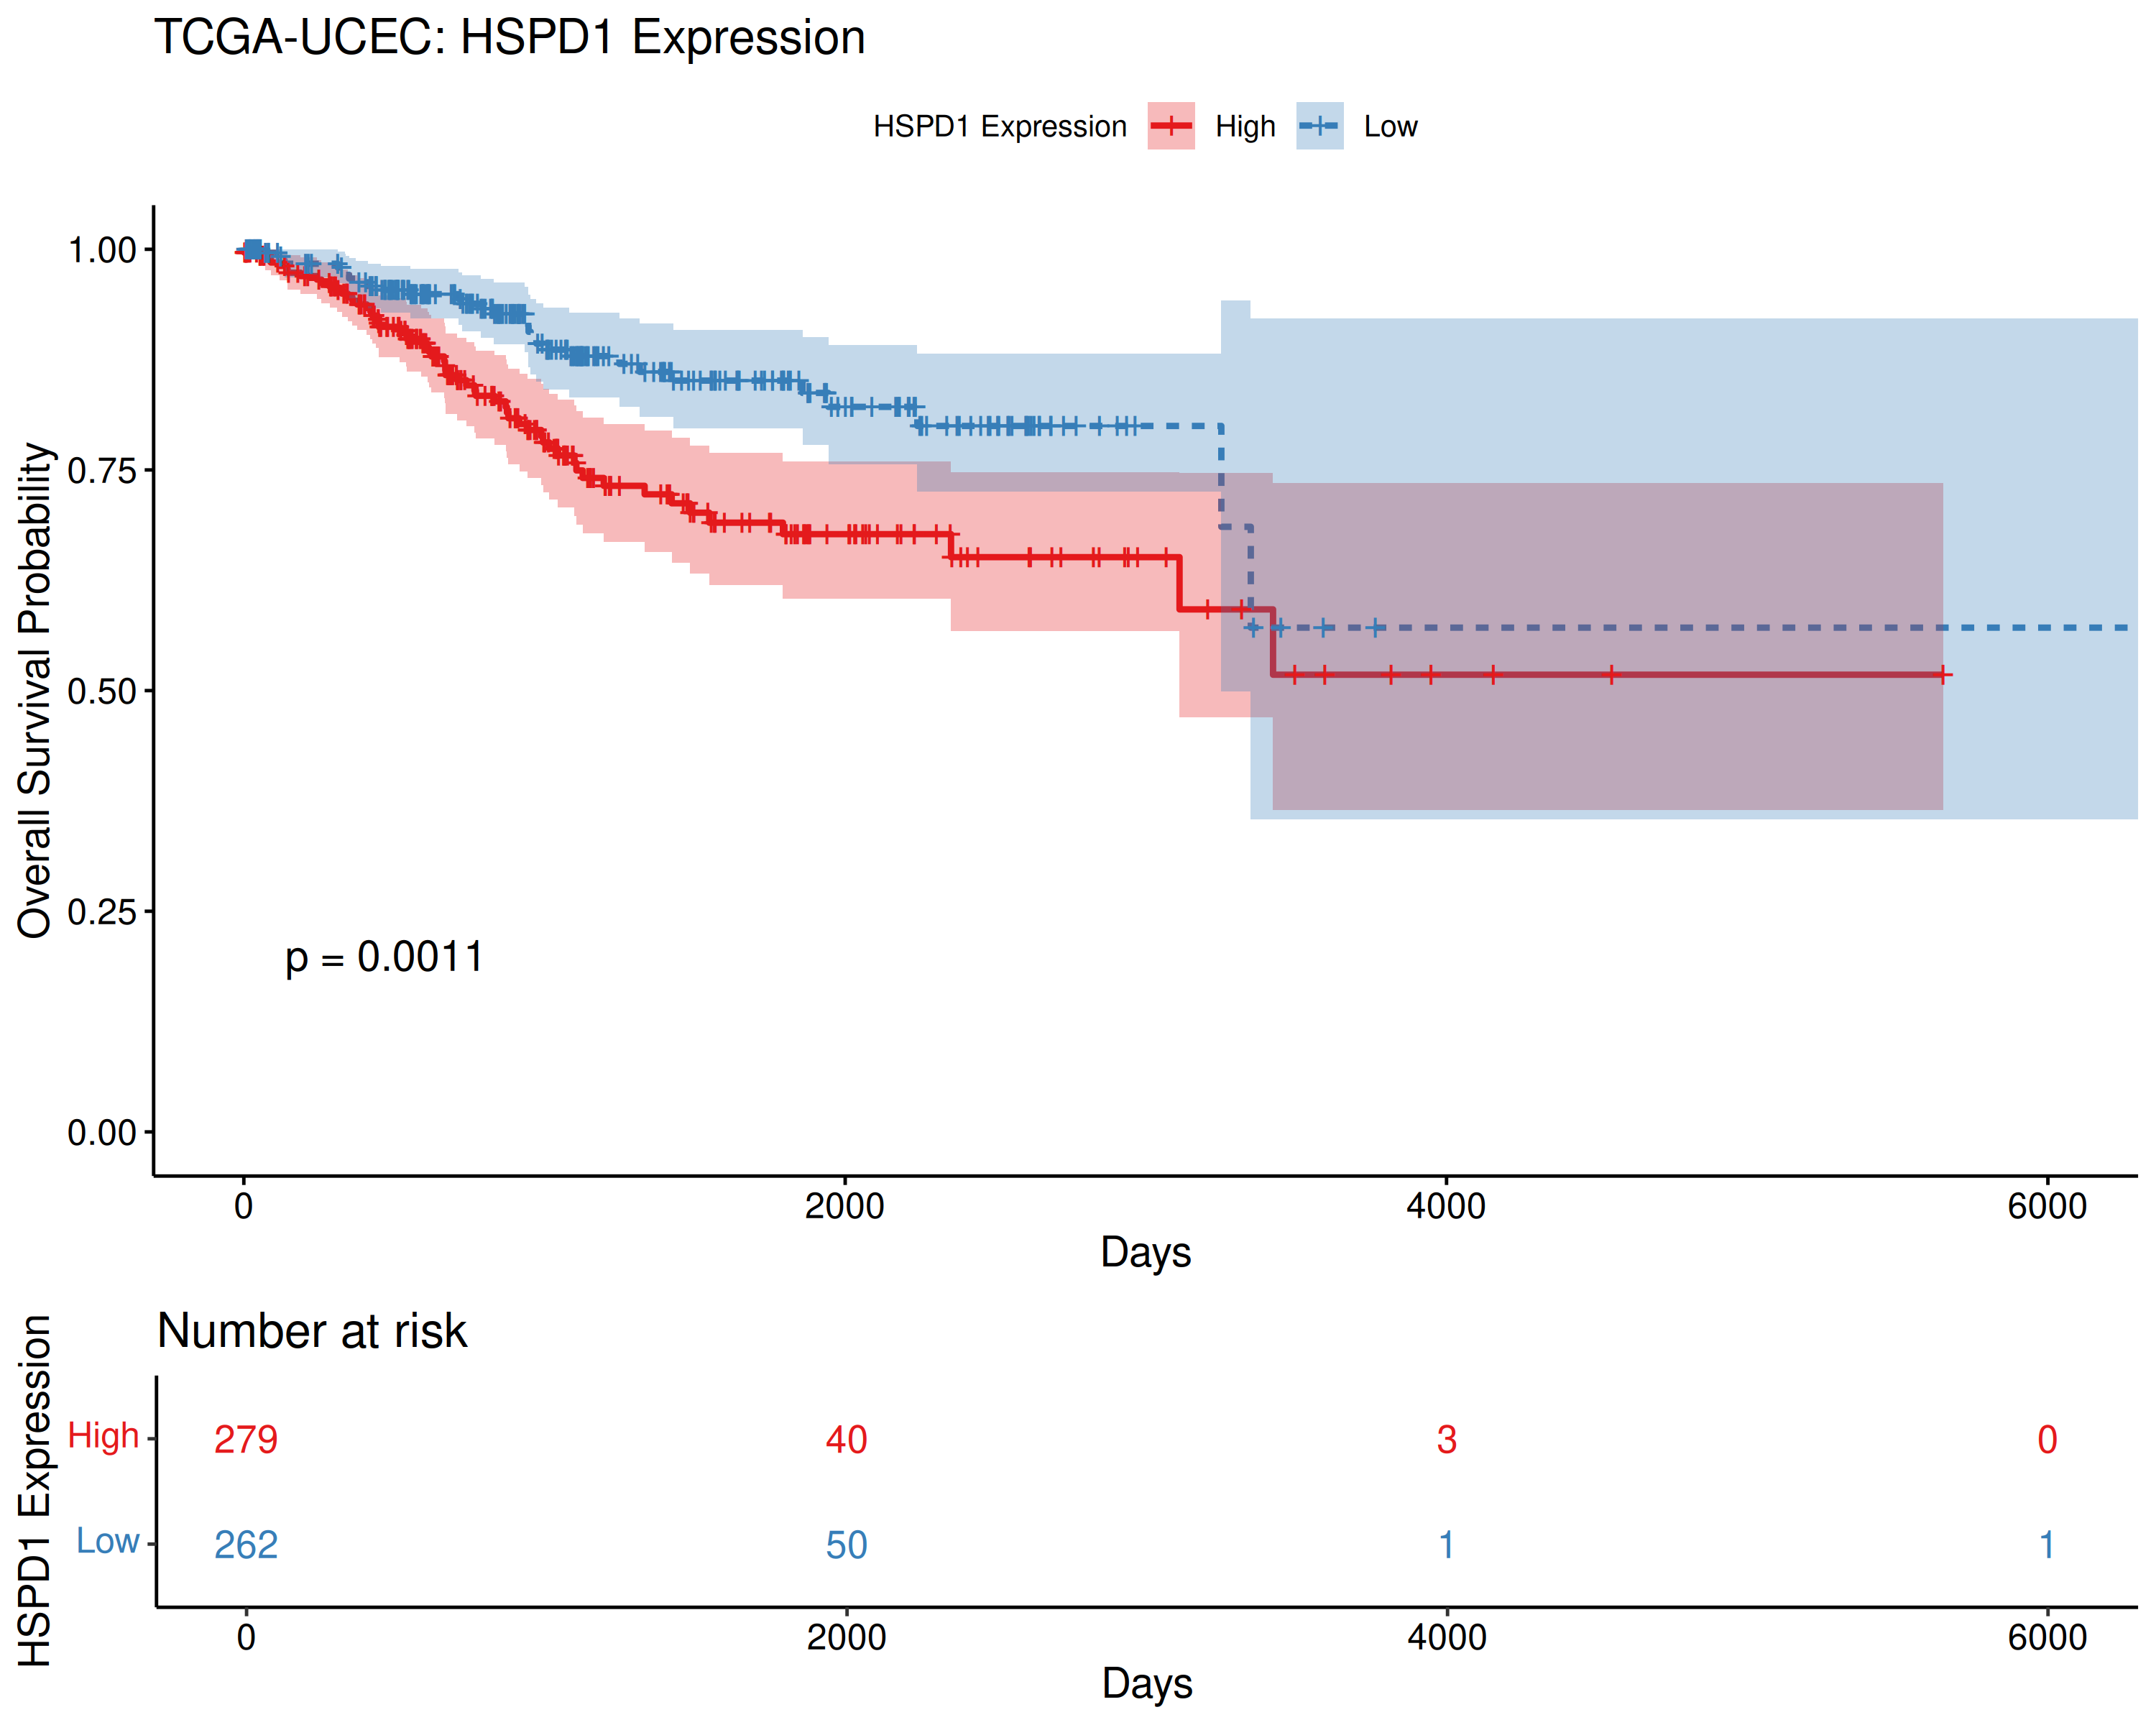 TCGA-UCEC: HSPD1 Expression
HSPD1 Expression High Low
Overall Survival Probability
1.00
0.75
0.50
0.25
0.00
p = 0.0011
0 2000 4000 6000
Days
Number at risk
HSPD1 Expression
High 279 40 3 0
Low 262 50 1 1
0 2000 4000 6000
Days